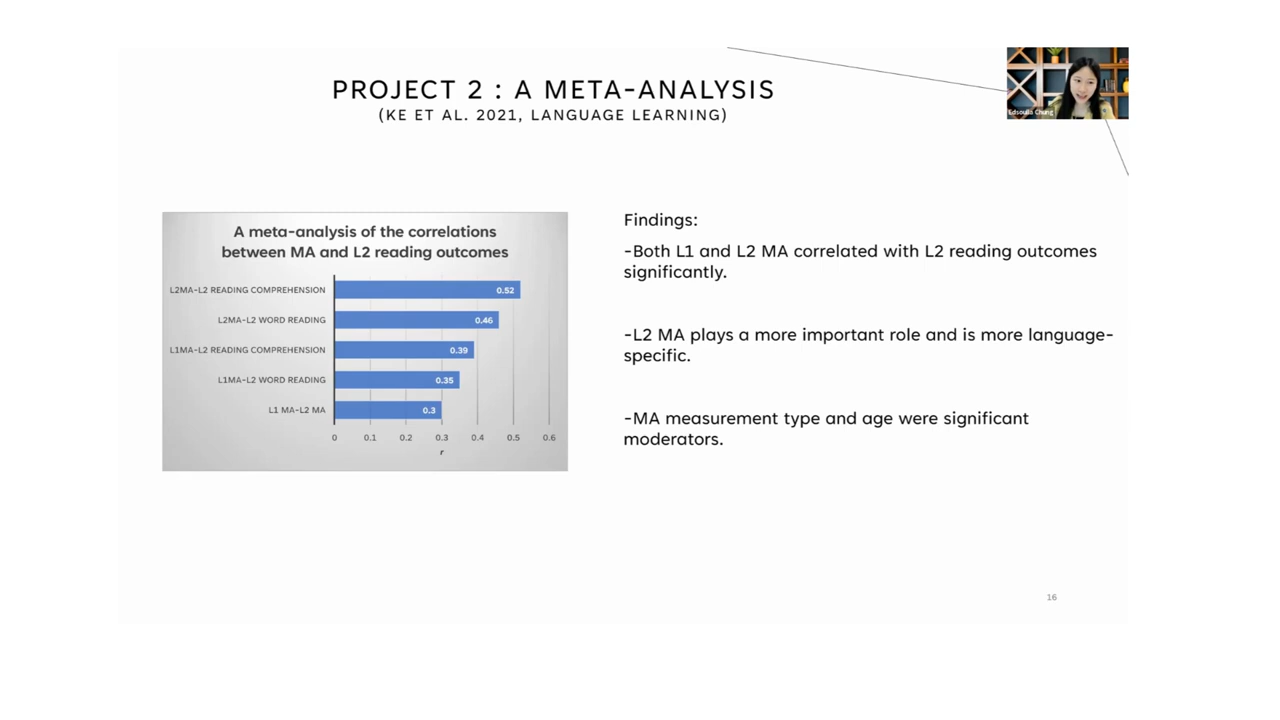 PROJECT 2 : A META-ANALYSIS
(KE ET AL. 2021, LANGUAGE LEARNING)
Edsoulla Chung
A meta-analysis of the correlations
between MA and L2 reading outcomes
L2MA-L2 READING COMPREHENSION 0.52
L2MA-L2 WORD READING 0.46
L1MA-L2 READING COMPREHENSION 0.39
L1MA-L2 WORD READING 0.35
L1 MA-L2 MA 0.3
0 0.1 0.2 0.3 0.4 0.5 0.6
r
Findings:
-Both L1 and L2 MA correlated with L2 reading outcomes
significantly.
-L2 MA plays a more important role and is more language-
specific.
-MA measurement type and age were significant
moderators.
16